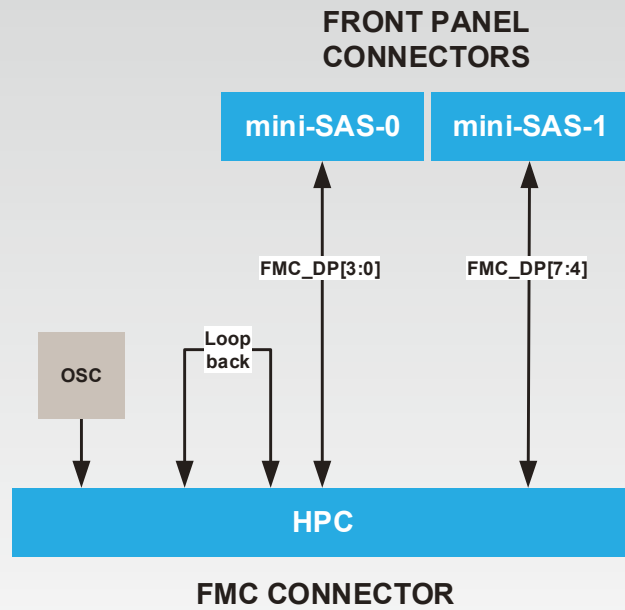 FRONT PANEL
CONNECTORS
mini-SAS-0
mini-SAS-1
FMC_DP[3:0]
FMC_DP[7:4]
Loop
back
OSC
HPC
FMC CONNECTOR